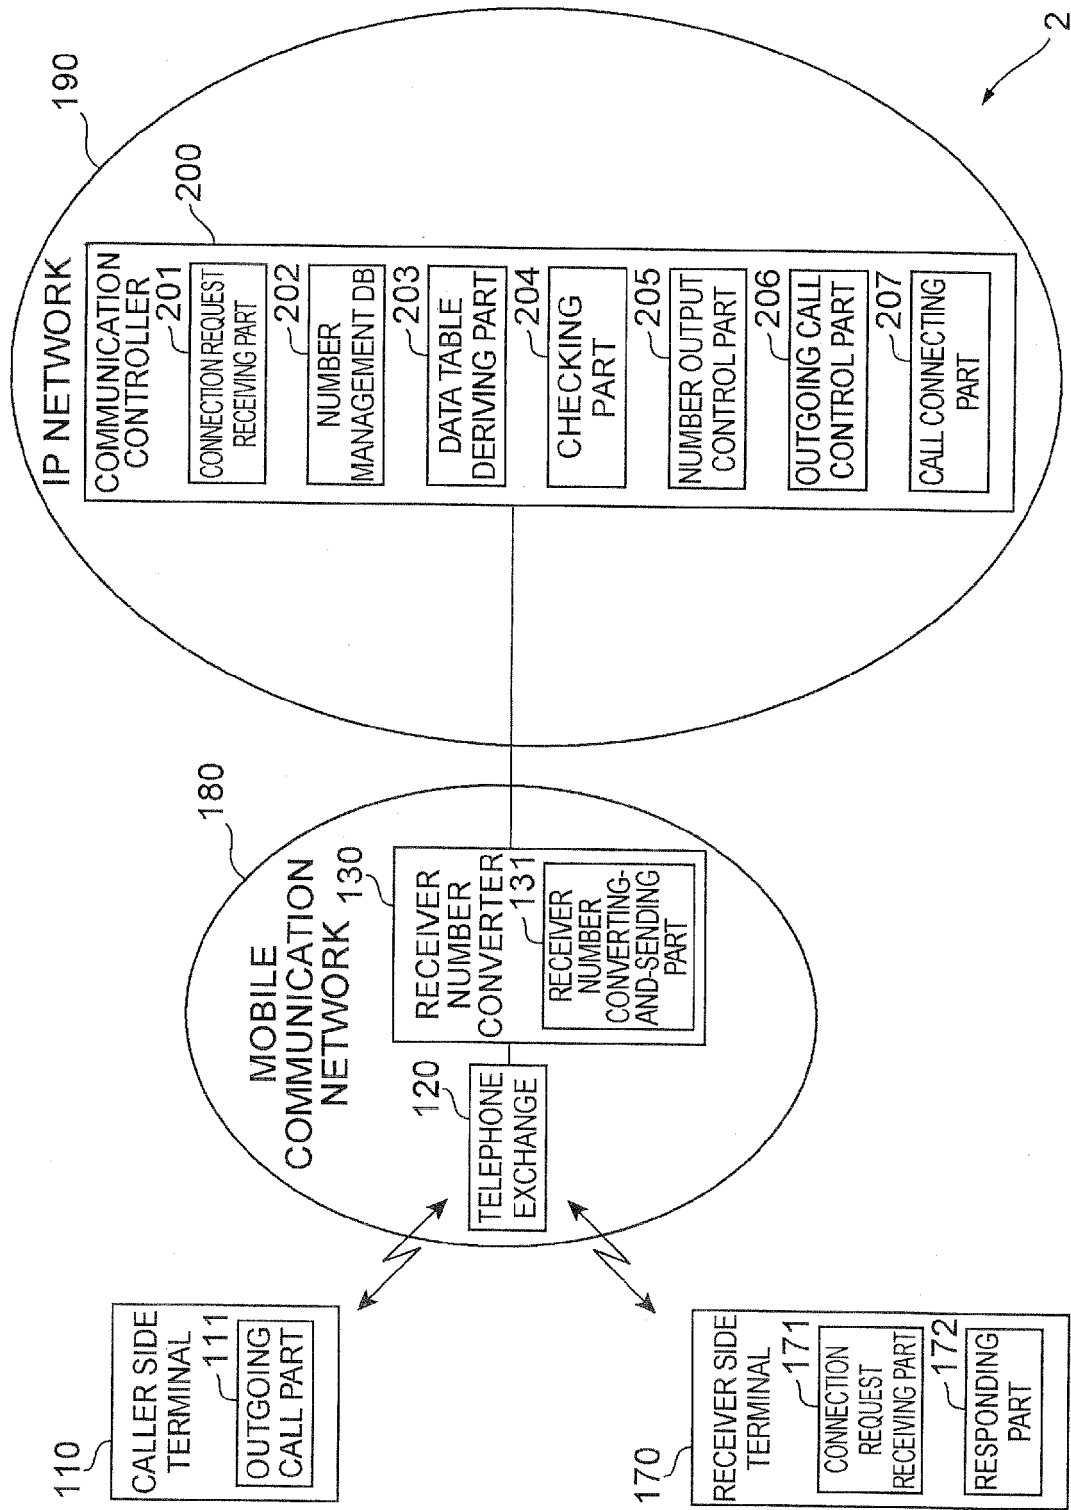 2
190
IP NETWORK
200
COMMUNICATION
CONTROLLER
201
CONNECTION REQUEST
RECEIVING PART
202
NUMBER
MANAGEMENT DB
203
DATA TABLE
DERMING PART
204
CHECKING
PART
205
NUMBER OUTPUT
CONTROL PART
206
OUTGOING CALL
CONTROL PART
207
CALL CONNECTING
PART
180
MOBILE
COMMUNICATION
NETWORK
130
RECEIVER
NUMBER
CONVERTER
131
RECEIVER
NUMBER
CONVERTING-
AND-SENDING
PART
120
TELEPHONE
EXCHANGE
110
CALLER SIDE
TERMINAL
111
OUTGOING
CALL PART
170
RECEIVER SIDE
TERMINAL
171
CONNECTION
REQUEST
RECEIVING PART
172
RESPONDING
PART